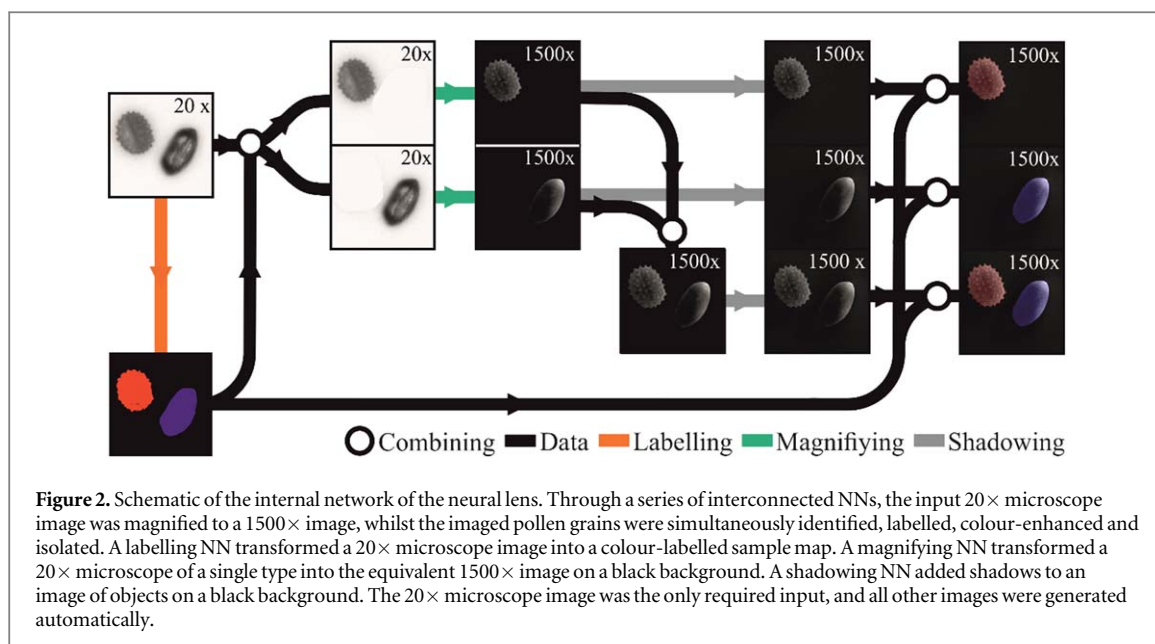 20x
1500x
1500x
1500x
20 x
20x
1500x
1500x
1500x
1500x
1500 x
1500x
Combining Data Labelling Magnifiying Shadowing
Figure 2. Schematic of the internal network of the neural lens. Through a series of interconnected NNs, the input 20× microscope
image was magnified to a 1500× image, whilst the imaged pollen grains were simultaneously identified, labelled, colour-enhanced and
isolated. A labelling NN transformed a 20× microscope image into a colour-labelled sample map. A magnifying NN transformed a
20× microscope of a single type into the equivalent 1500× image on a black background. A shadowing NN added shadows to an
image of objects on a black background. The 20× microscope image was the only required input, and all other images were generated
automatically.